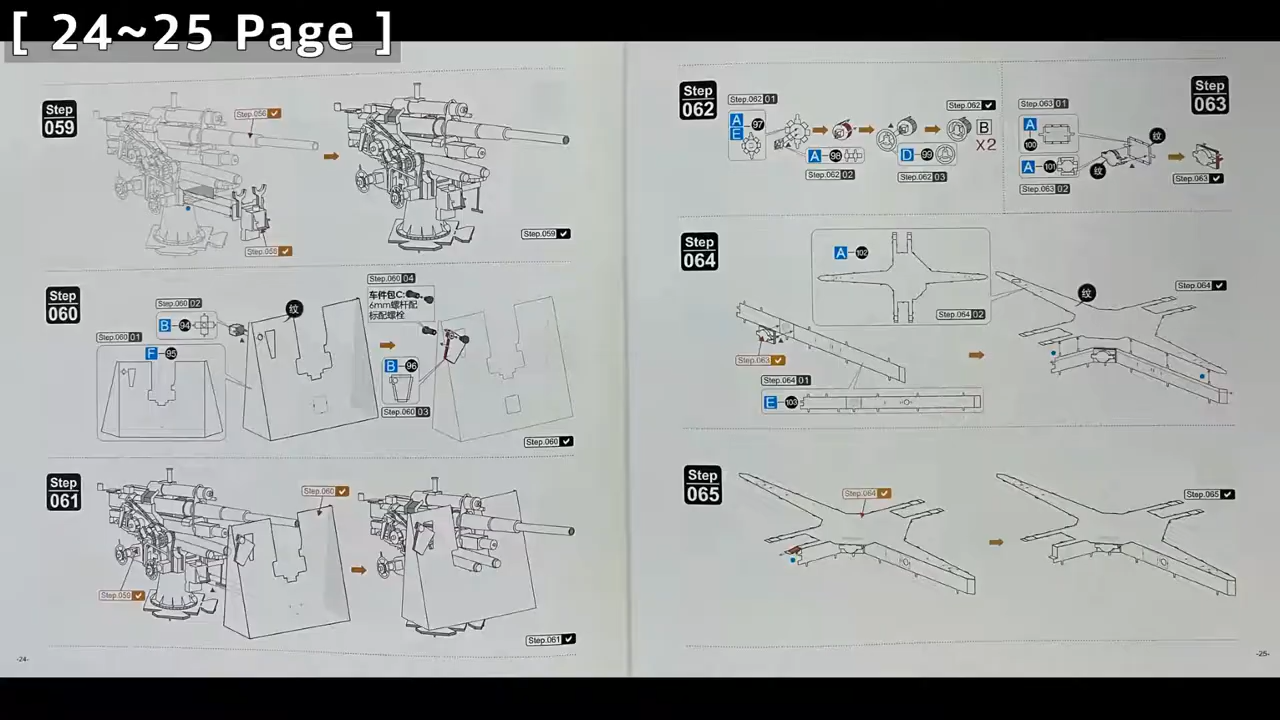 [ 24~25 Page ]
Step 059
Step.056
Step.058
Step.059
Step 060
Step.060 01
F 95
Step.060 02
B 94
纹
Step.060 04
车件包C:
6mm螺杆配
标配螺栓
B 96
Step.060 03
Step.060
Step 061
Step.059
Step.060
Step.061
-24-
Step 062
Step.062 01
A
E 97
A 98
Step.062 02
D 99
Step.062 03
Step.062
B
X2
Step 063
Step.063 01
A
100
A 101
Step.063 02
纹
纹
Step.063
Step 064
A 102
Step.064 02
Step.063
Step.064 01
E 103
纹
Step.064
Step 065
Step.064
Step.065
-25-